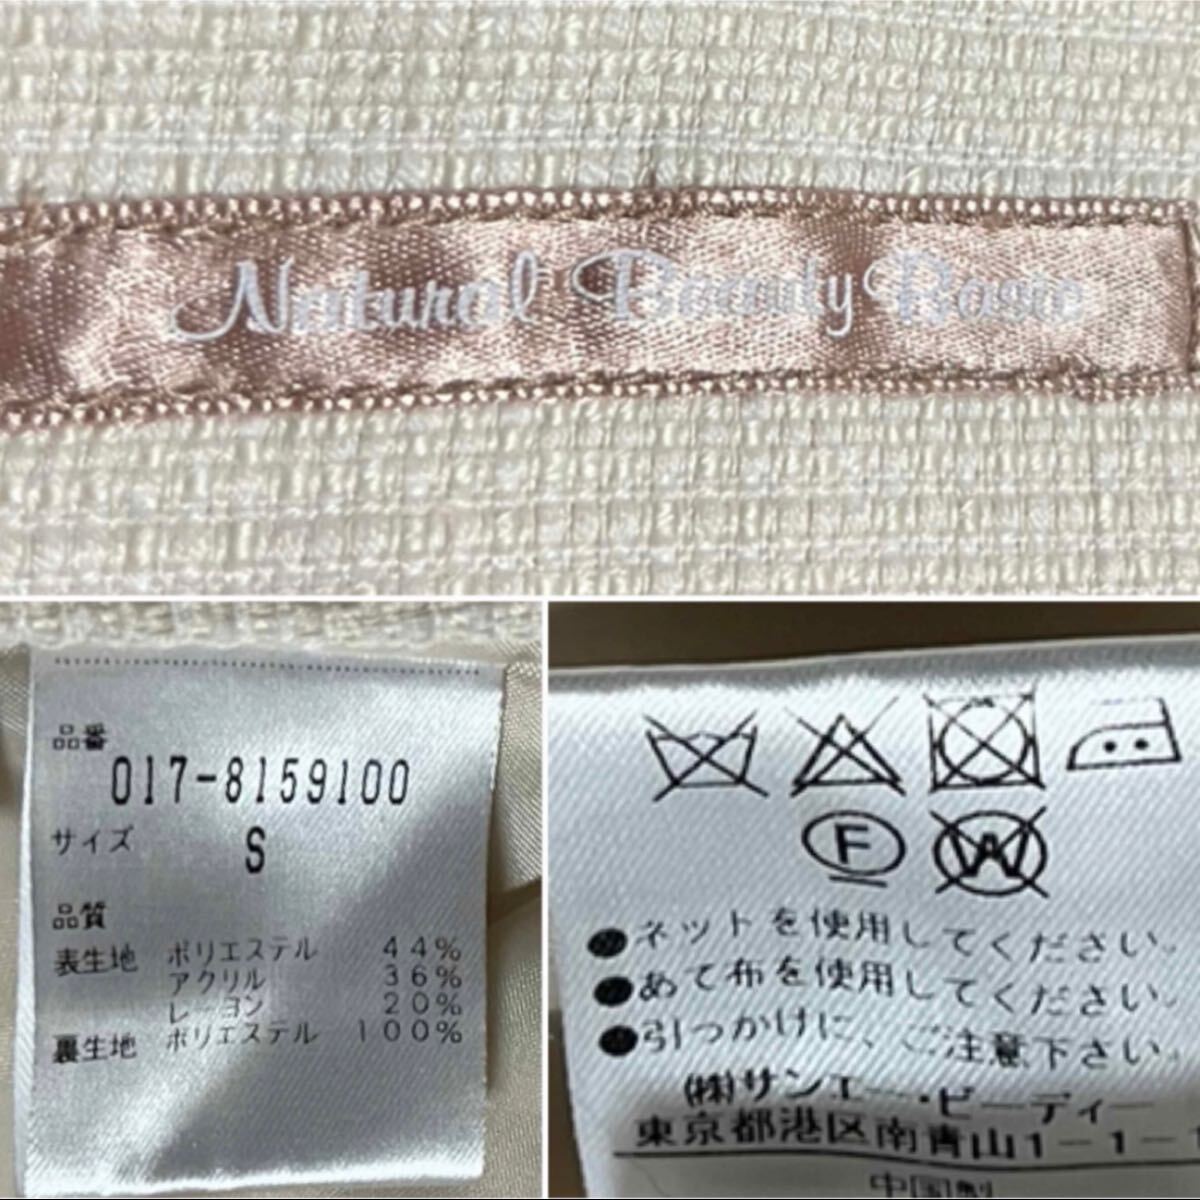 Natural Beauty Basic
品番
017-8159100
サイズ S
品質
表生地 ポリエステル 44%
アクリル 36%
レーヨン 20%
裏生地 ポリエステル 100%
F W
●ネットを使用してください。
●あて布を使用してください。
●引っかけに、ご注意下さい。
(株)サンエー・ビーディー
東京都港区南青山1-1-1
中国製